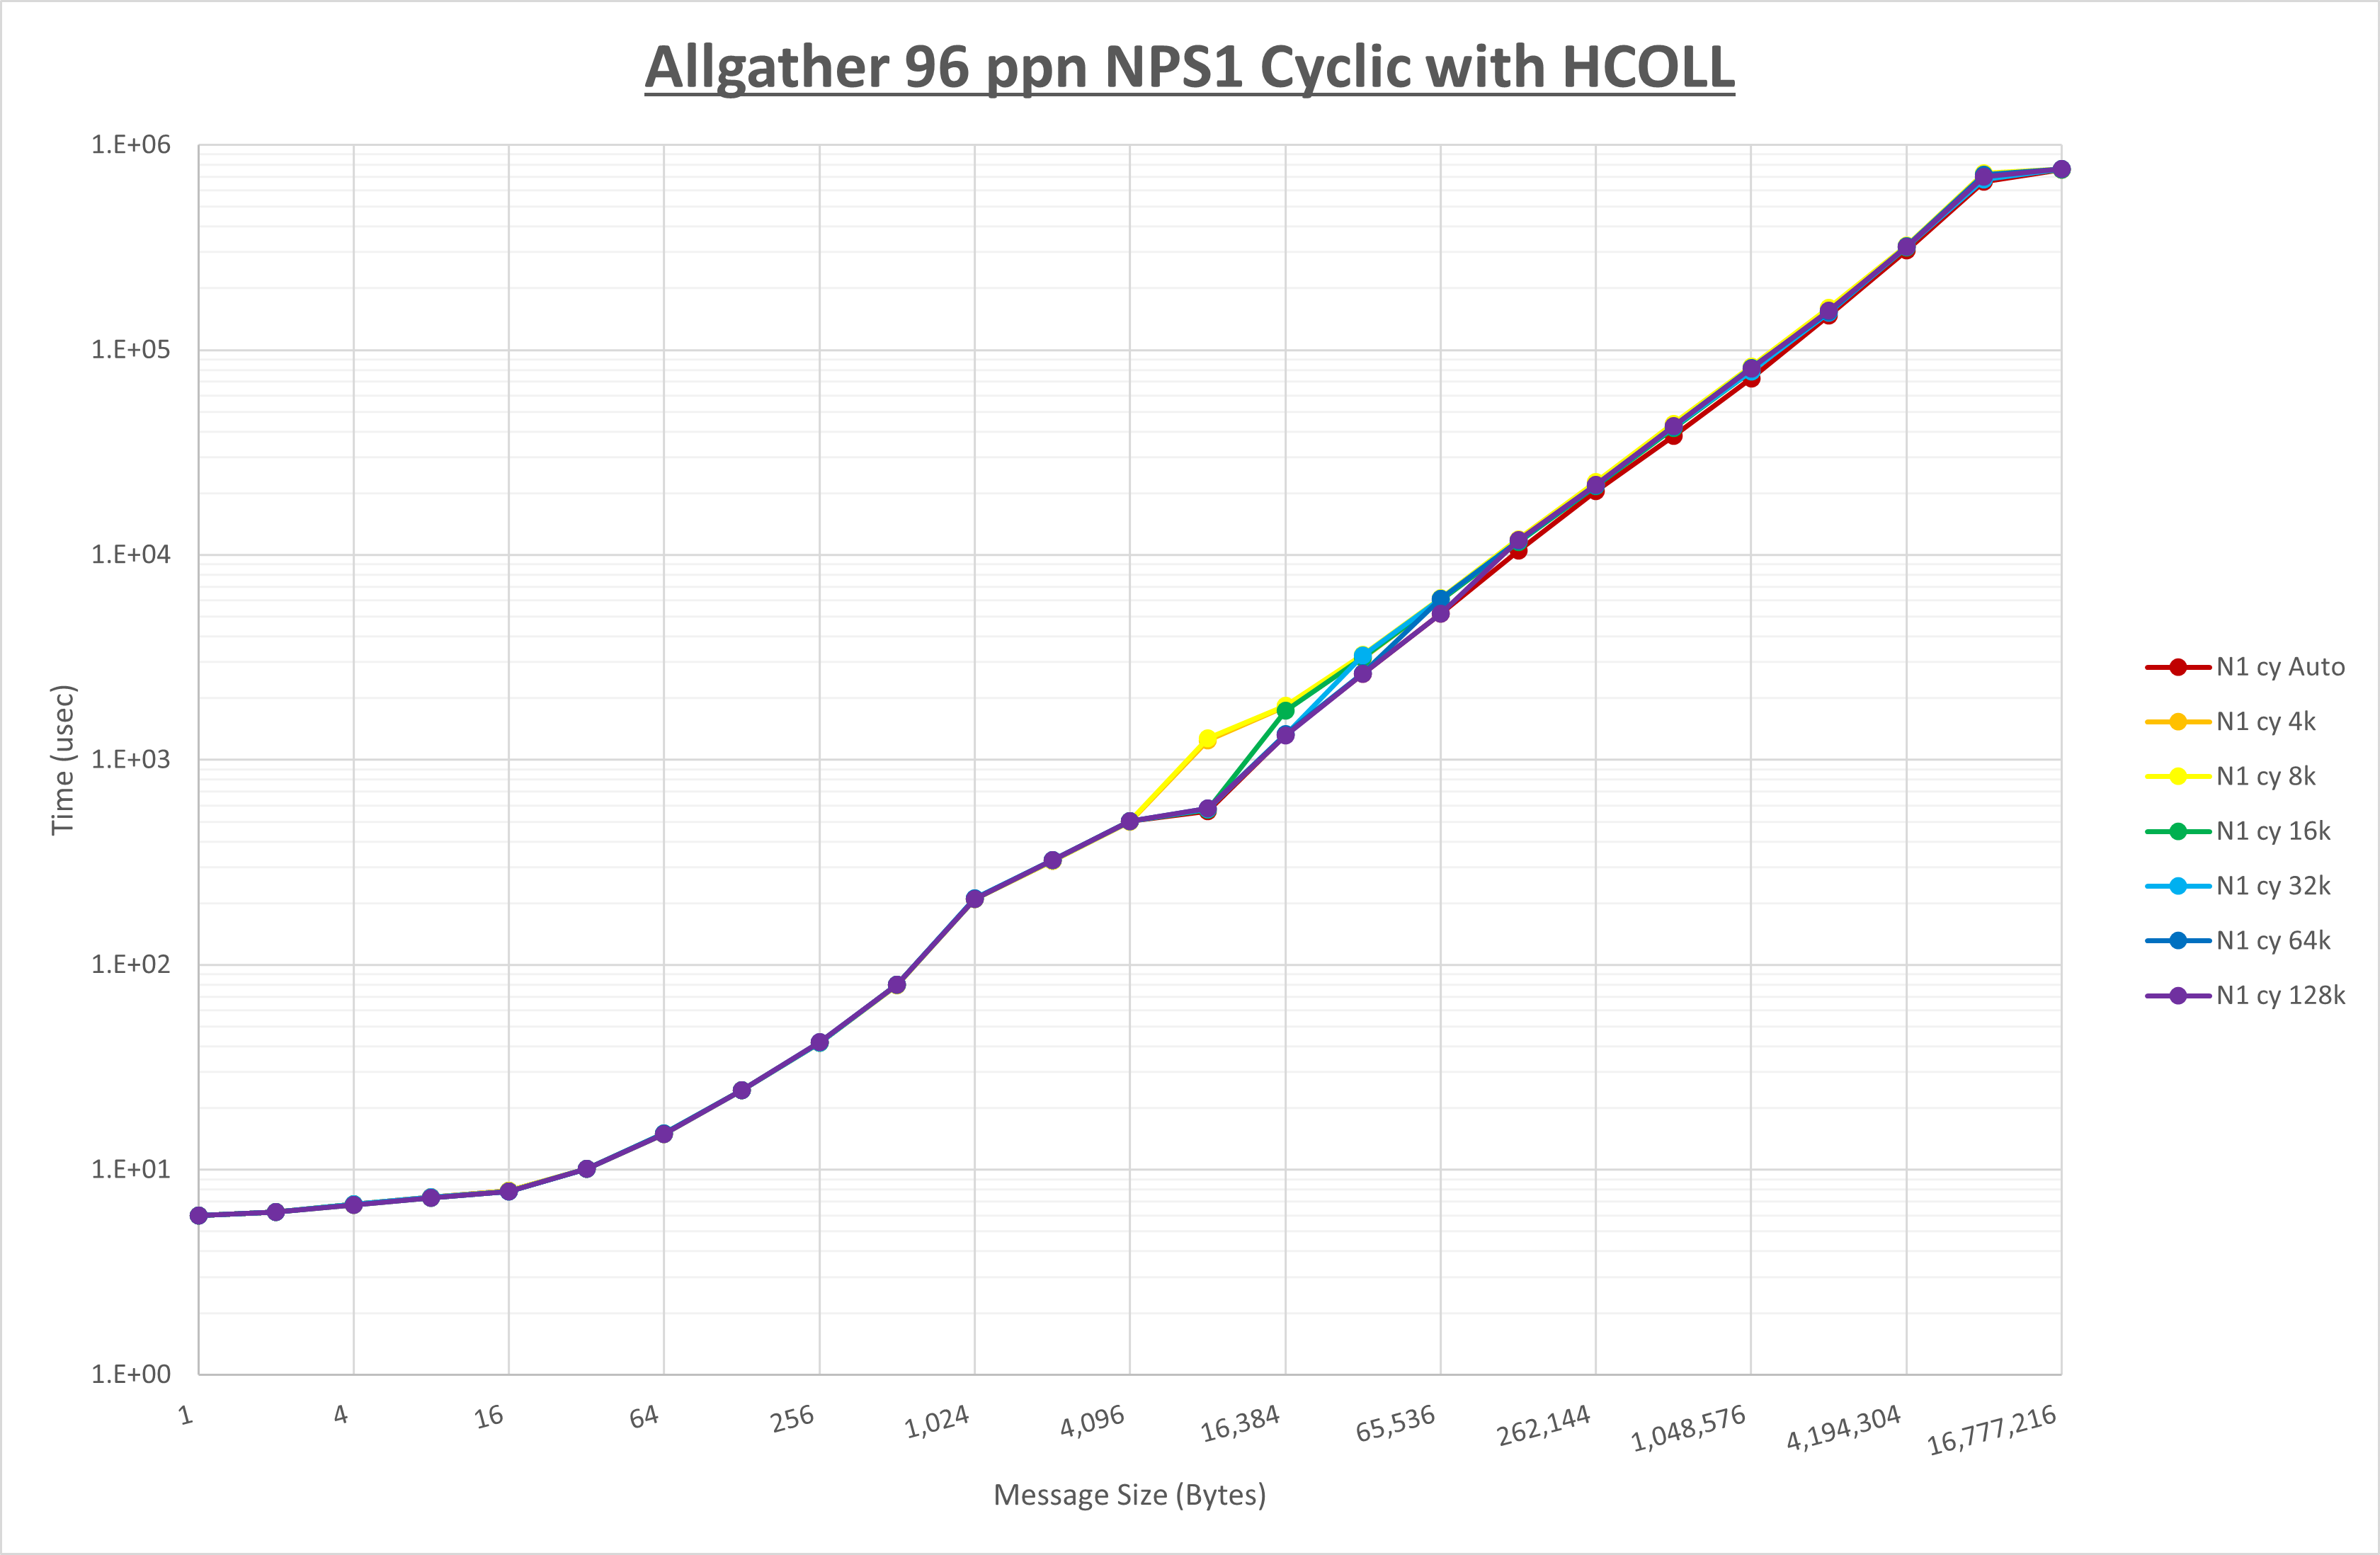 Allgather 96 ppn NPS1 Cyclic with HCOLL
1.E+06
1.E+05
1.E+04
1.E+03
1.E+02
1.E+01
1.E+00
Time (usec)
1
4
16
64
256
1,024
4,096
16,384
65,536
262,144
1,048,576
4,194,304
16,777,216
Message Size (Bytes)
N1 cy Auto
N1 cy 4k
N1 cy 8k
N1 cy 16k
N1 cy 32k
N1 cy 64k
N1 cy 128k